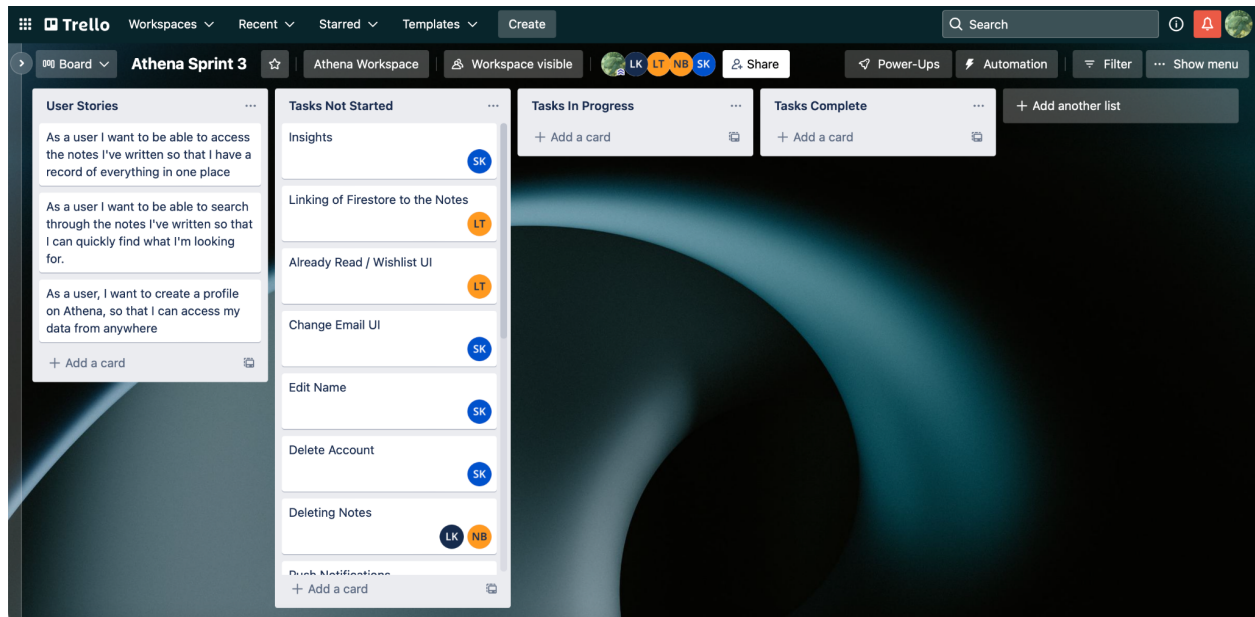 Trello
Workspaces
Recent
Starred
Templates
Create
Search
Board
Athena Sprint 3
Athena Workspace
Workspace visible
LK
LT
NB
SK
Share
Power-Ups
Automation
Filter
Show menu
User Stories
As a user I want to be able to access
the notes I've written so that I have a
record of everything in one place
As a user I want to be able to search
through the notes I've written so that
I can quickly find what I'm looking
for.
As a user, I want to create a profile
on Athena, so that I can access my
data from anywhere
+ Add a card
Tasks Not Started
Insights
SK
Linking of Firestore to the Notes
LT
Already Read / Wishlist UI
LT
Change Email UI
SK
Edit Name
SK
Delete Account
SK
Deleting Notes
LK
NB
Push Notifications
+ Add a card
Tasks In Progress
+ Add a card
Tasks Complete
+ Add a card
+ Add another list